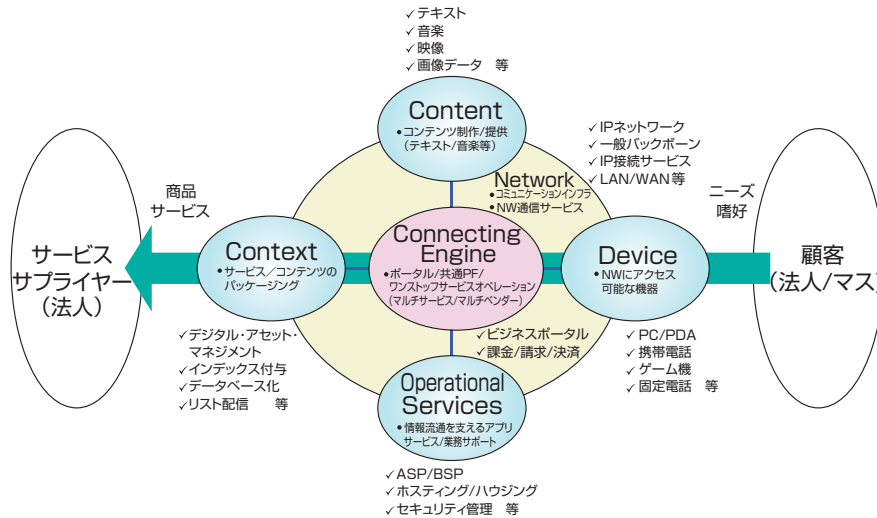 ✓テキスト
✓音楽
✓映像
✓画像データ 等
Content
•コンテンツ制作/提供
(テキスト/音楽等)
✓IPネットワーク
✓一般バックボーン
✓IP接続サービス
✓LAN/WAN等
Network
•コミュニケーションインフラ
•NW通信サービス
商品
サービス
ニーズ
嗜好
サービス
サプライヤー
(法人)
Context
•サービス/コンテンツの
パッケージング
Connecting
Engine
•ポータル/共通PF/
ワンストップサービスオペレーション
(マルチサービス/マルチベンダー)
Device
•NWにアクセス
可能な機器
顧客
(法人/マス)
✓デジタル・アセット・
マネジメント
✓インデックス付与
✓データベース化
✓リスト配信 等
✓ビジネスポータル
✓課金/請求/決済
✓PC/PDA
✓携帯電話
✓ゲーム機
✓固定電話 等
Operational
Services
•情報流通を支えるアプリ
サービス/業務サポート
✓ASP/BSP
✓ホスティング/ハウジング
✓セキュリティ管理 等